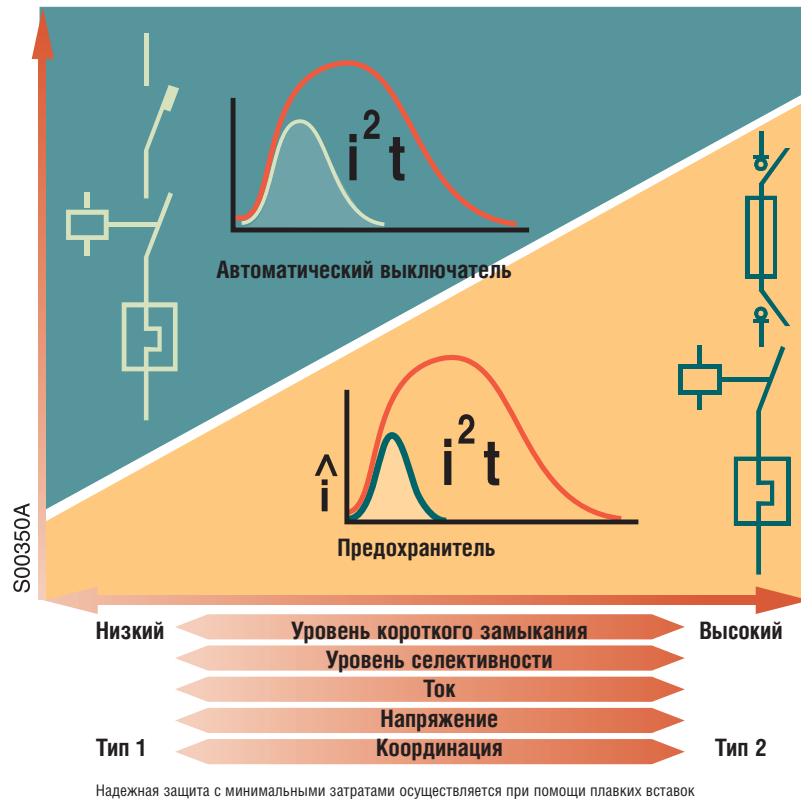 i²t
Автоматический выключатель
i²t
î
Предохранитель
S00350A
Низкий
Уровень короткого замыкания
Высокий
Уровень селективности
Ток
Напряжение
Тип 1
Координация
Тип 2
Надежная защита с минимальными затратами осуществляется при помощи плавких вставок